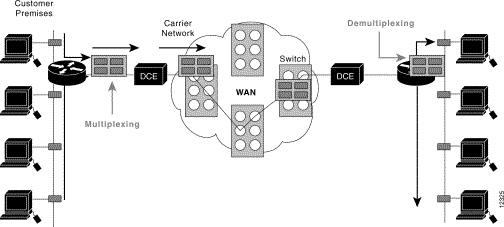 Customer
Premises
Carrier
Network
Demultiplexing
Switch
DCE
WAN
DCE
Multiplexing
12325